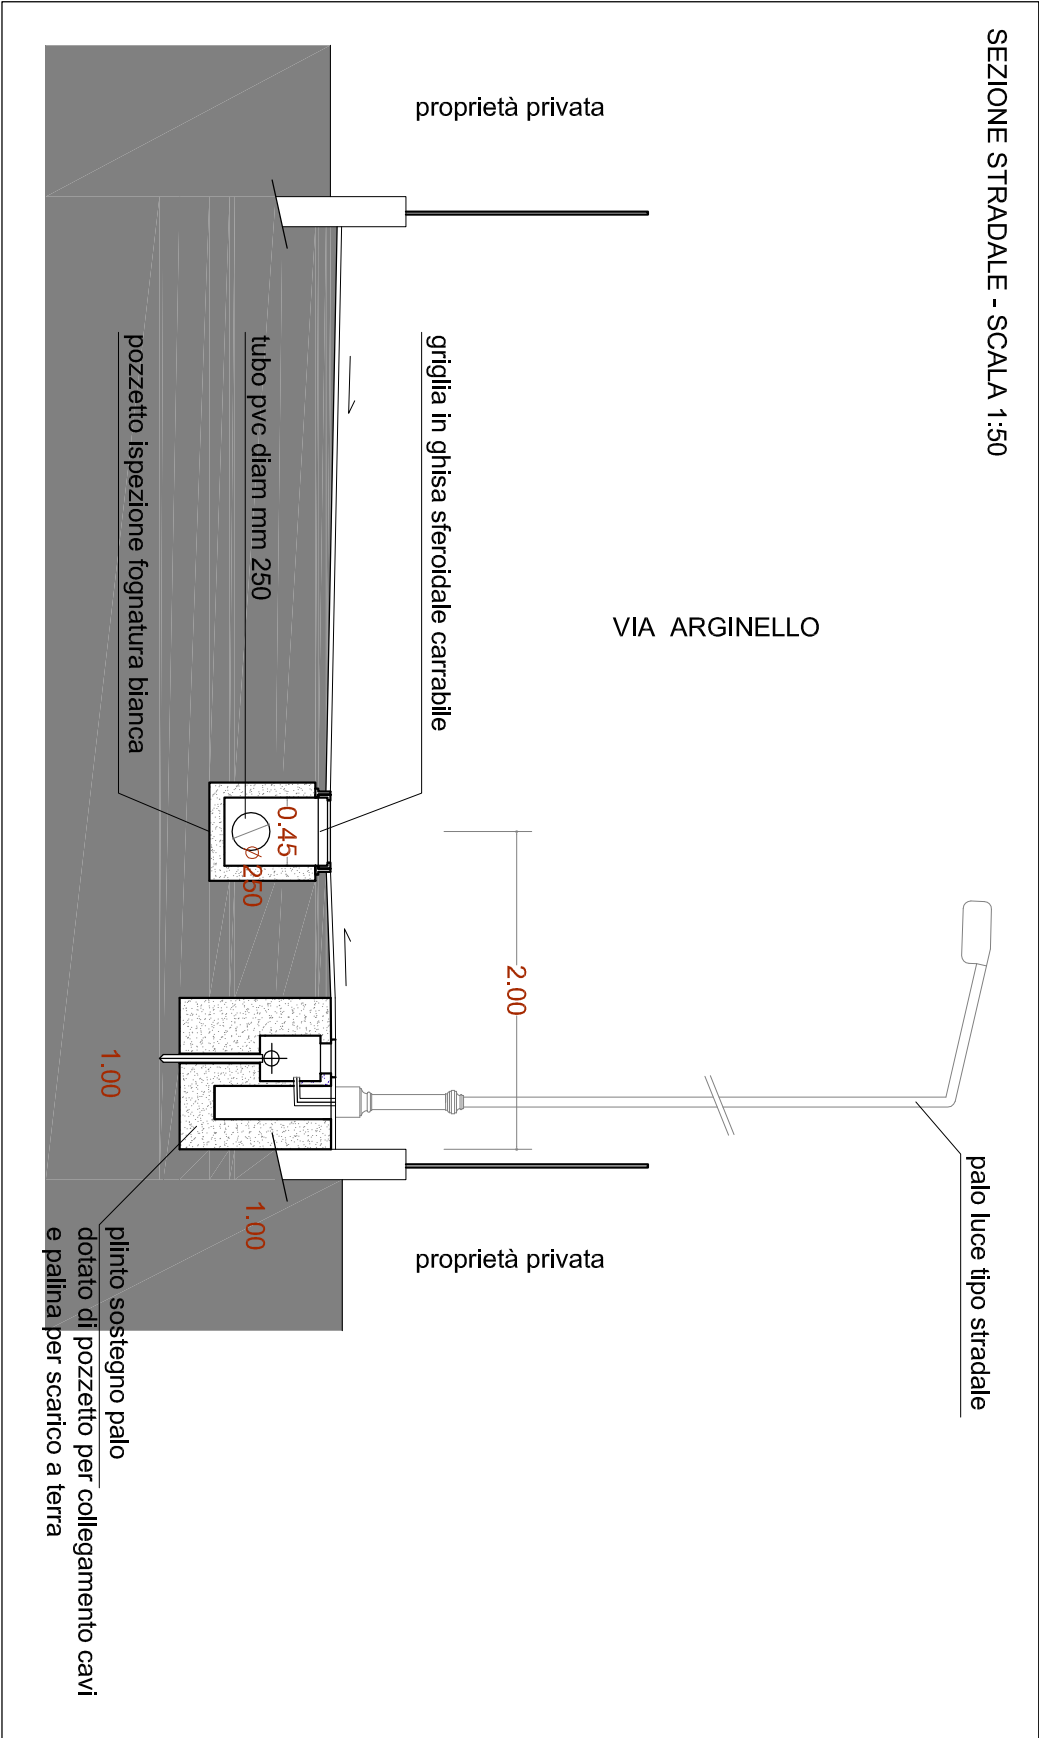 SEZIONE STRADALE - SCALA 1:50
proprietà privata
VIA ARGINELLO
griglia in ghisa sferoidale carrabile
tubo pvc diam mm 250
pozzetto ispezione fognatura bianca
0.45
Ø 250
2.00
1.00
1.00
palo luce tipo stradale
proprietà privata
plinto sostegno palo
dotato di pozzetto per collegamento cavi
e palina per scarico a terra